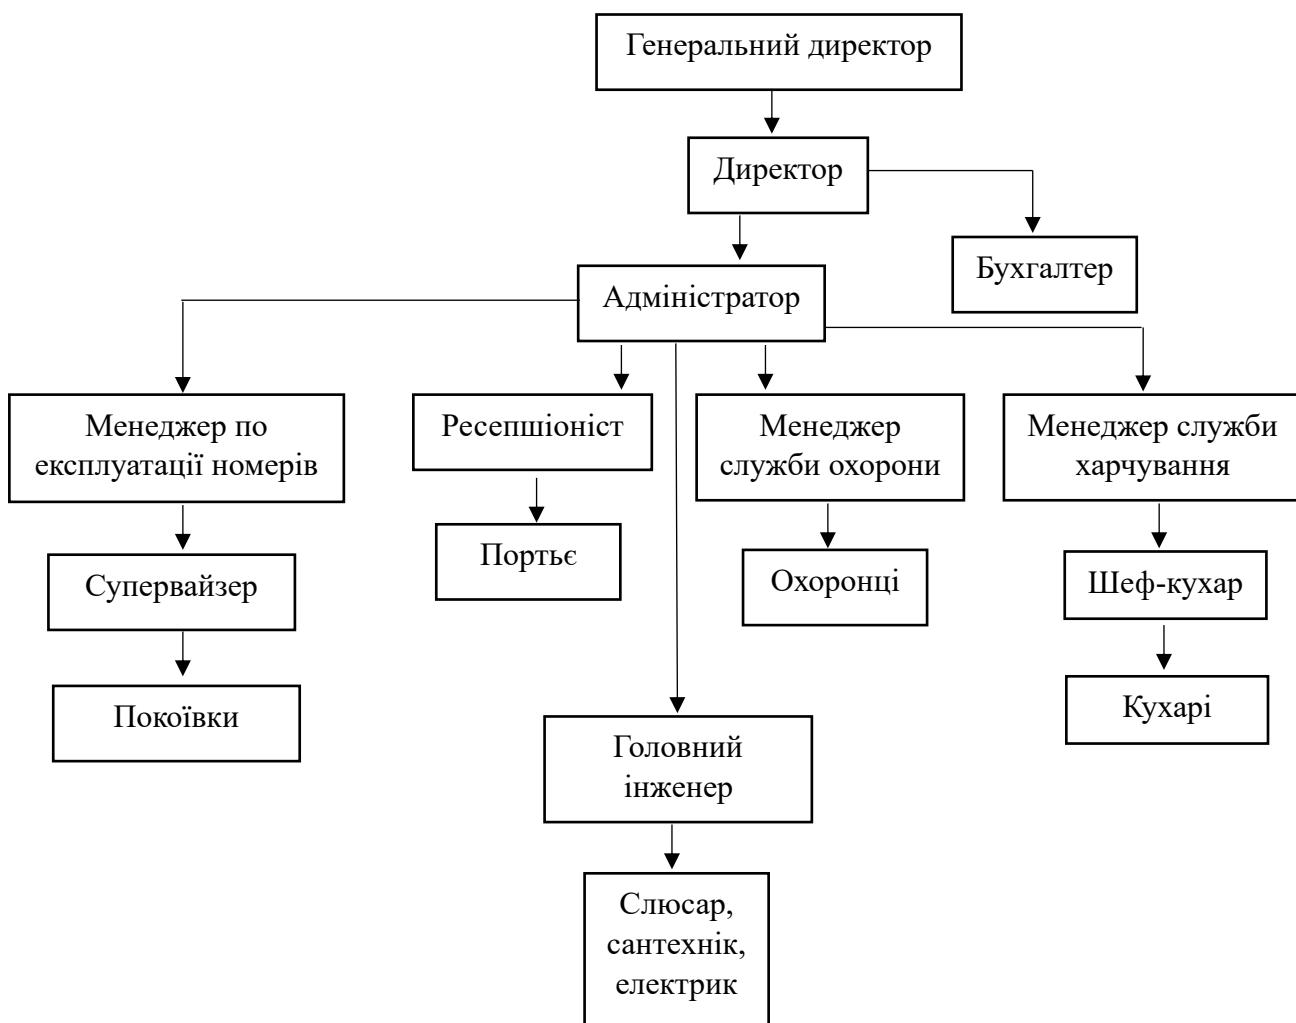 Генеральний директор
Директор
Бухгалтер
Адміністратор
Менеджер по
експлуатації номерів
Ресепшіоніст
Менеджер
служби охорони
Менеджер служби
харчування
Супервайзер
Портьє
Охоронці
Шеф-кухар
Покоївки
Кухарі
Головний
інженер
Слюсар,
сантехнік,
електрик